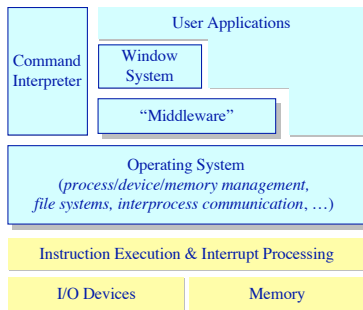 User Applications
Command
Interpreter
Window
System
“Middleware”
Operating System
(process/device/memory management,
file systems, interprocess communication, …)
Instruction Execution & Interrupt Processing
I/O Devices
Memory